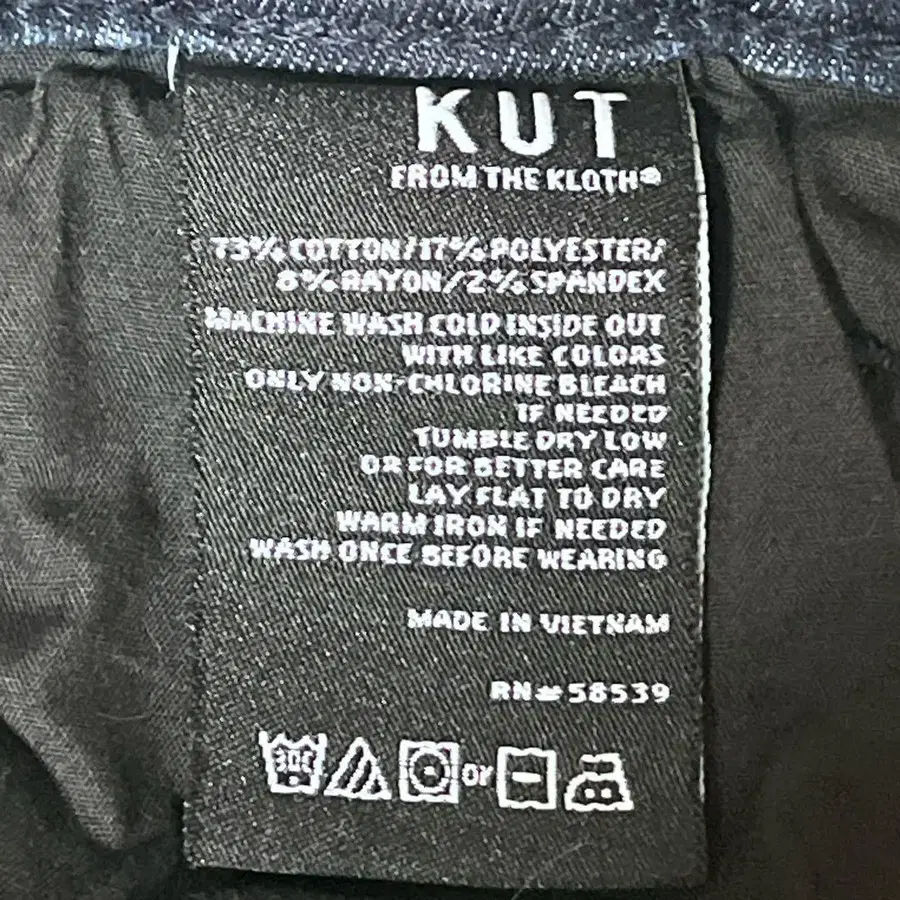 KUT
FROM THE KLOTH®
73% COTTON/17% POLYESTER/
8% RAYON/2% SPANDEX
MACHINE WASH COLD INSIDE OUT
WITH LIKE COLORS
ONLY NON-CHLORINE BLEACH
IF NEEDED
TUMBLE DRY LOW
OR FOR BETTER CARE
LAY FLAT TO DRY
WARM IRON IF NEEDED
WASH ONCE BEFORE WEARING
MADE IN VIETNAM
RN# 58539
30C or